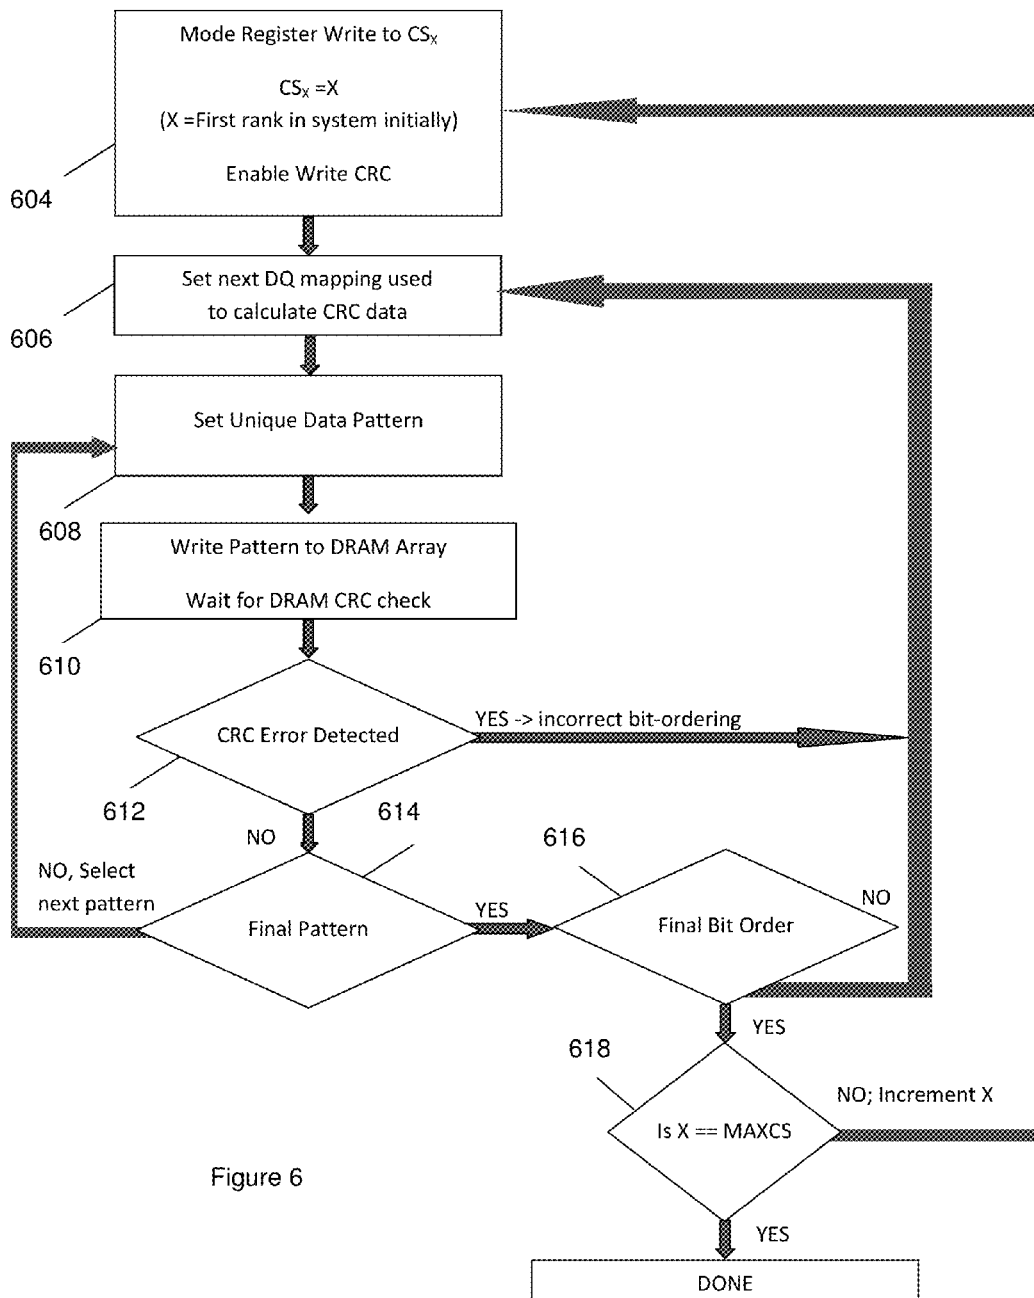 Mode Register Write to CSX
CSX =X
(X =First rank in system initially)
Enable Write CRC
604
Set next DQ mapping used
to calculate CRC data
606
Set Unique Data Pattern
608
Write Pattern to DRAM Array
Wait for DRAM CRC check
610
CRC Error Detected
YES -> incorrect bit-ordering
612
NO
614
616
NO, Select
next pattern
Final Pattern
YES
Final Bit Order
NO
YES
618
Is X == MAXCS
NO; Increment X
Figure 6
YES
DONE